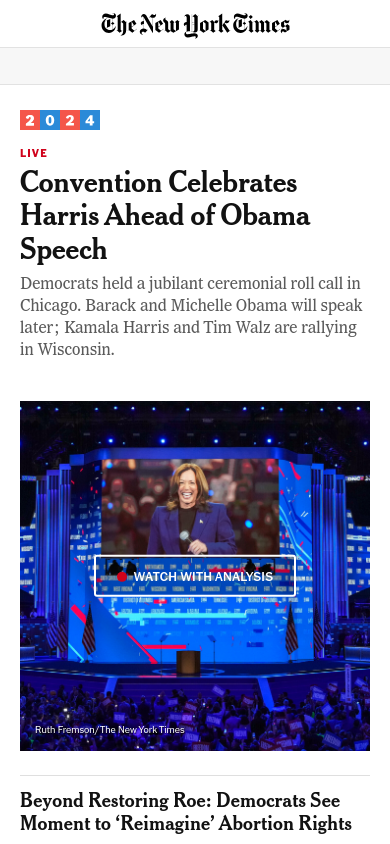 The New York Times
2024
LIVE
Convention Celebrates
Harris Ahead of Obama
Speech
Democrats held a jubilant ceremonial roll call in
Chicago. Barack and Michelle Obama will speak
later; Kamala Harris and Tim Walz are rallying
in Wisconsin.
WATCH WITH ANALYSIS
Ruth Fremson/The New York Times
Beyond Restoring Roe: Democrats See
Moment to ‘Reimagine’ Abortion Rights